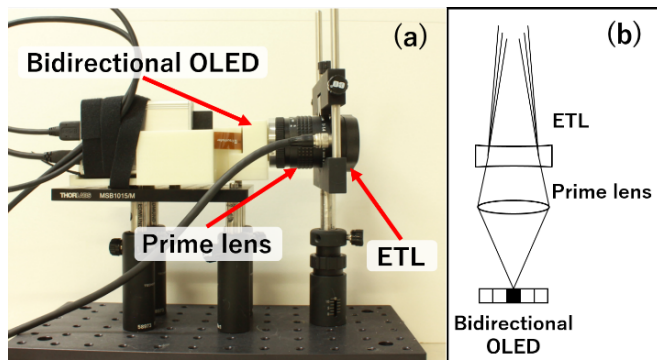 (a)
Bidirectional OLED
THORLABS
MSB1015/M
Prime lens
ETL
(b)
ETL
Prime lens
Bidirectional
OLED